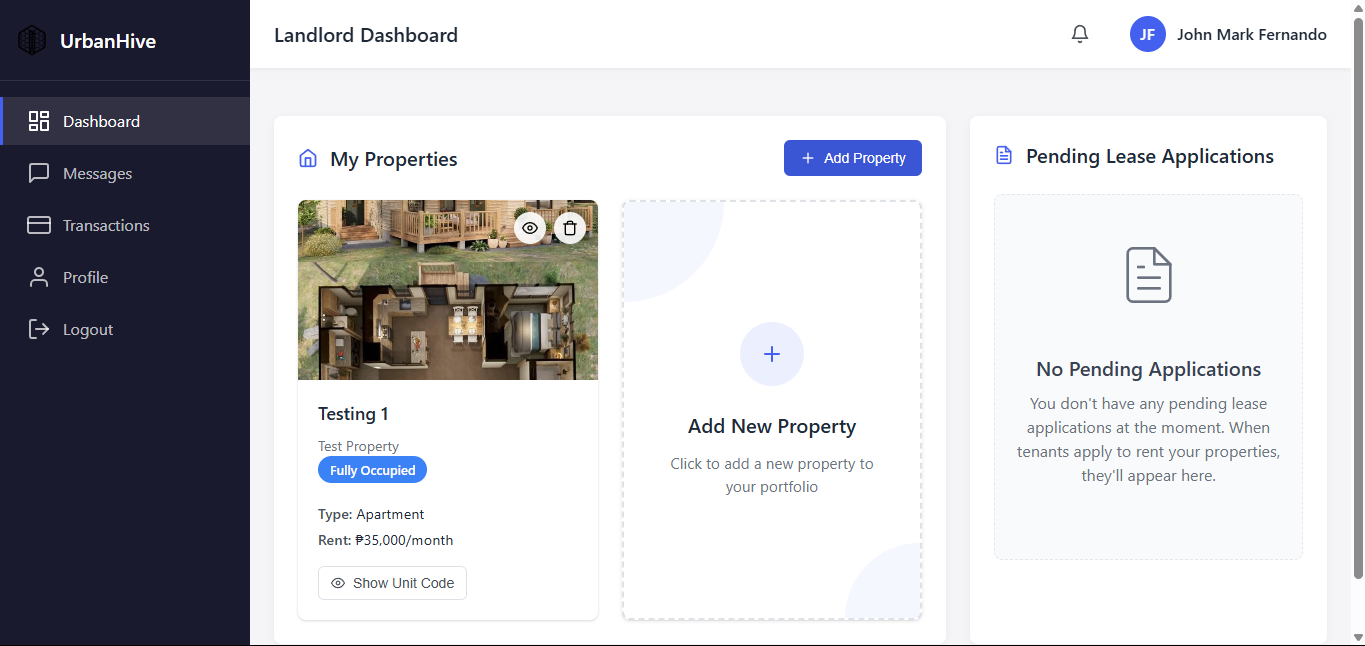 UrbanHive
Dashboard
Messages
Transactions
Profile
Logout
Landlord Dashboard
JF
John Mark Fernando
My Properties
+ Add Property
Testing 1
Test Property
Fully Occupied
Type: Apartment
Rent: ₱35,000/month
Show Unit Code
+
Add New Property
Click to add a new property to
your portfolio
Pending Lease Applications
No Pending Applications
You don't have any pending lease
applications at the moment. When
tenants apply to rent your properties,
they'll appear here.